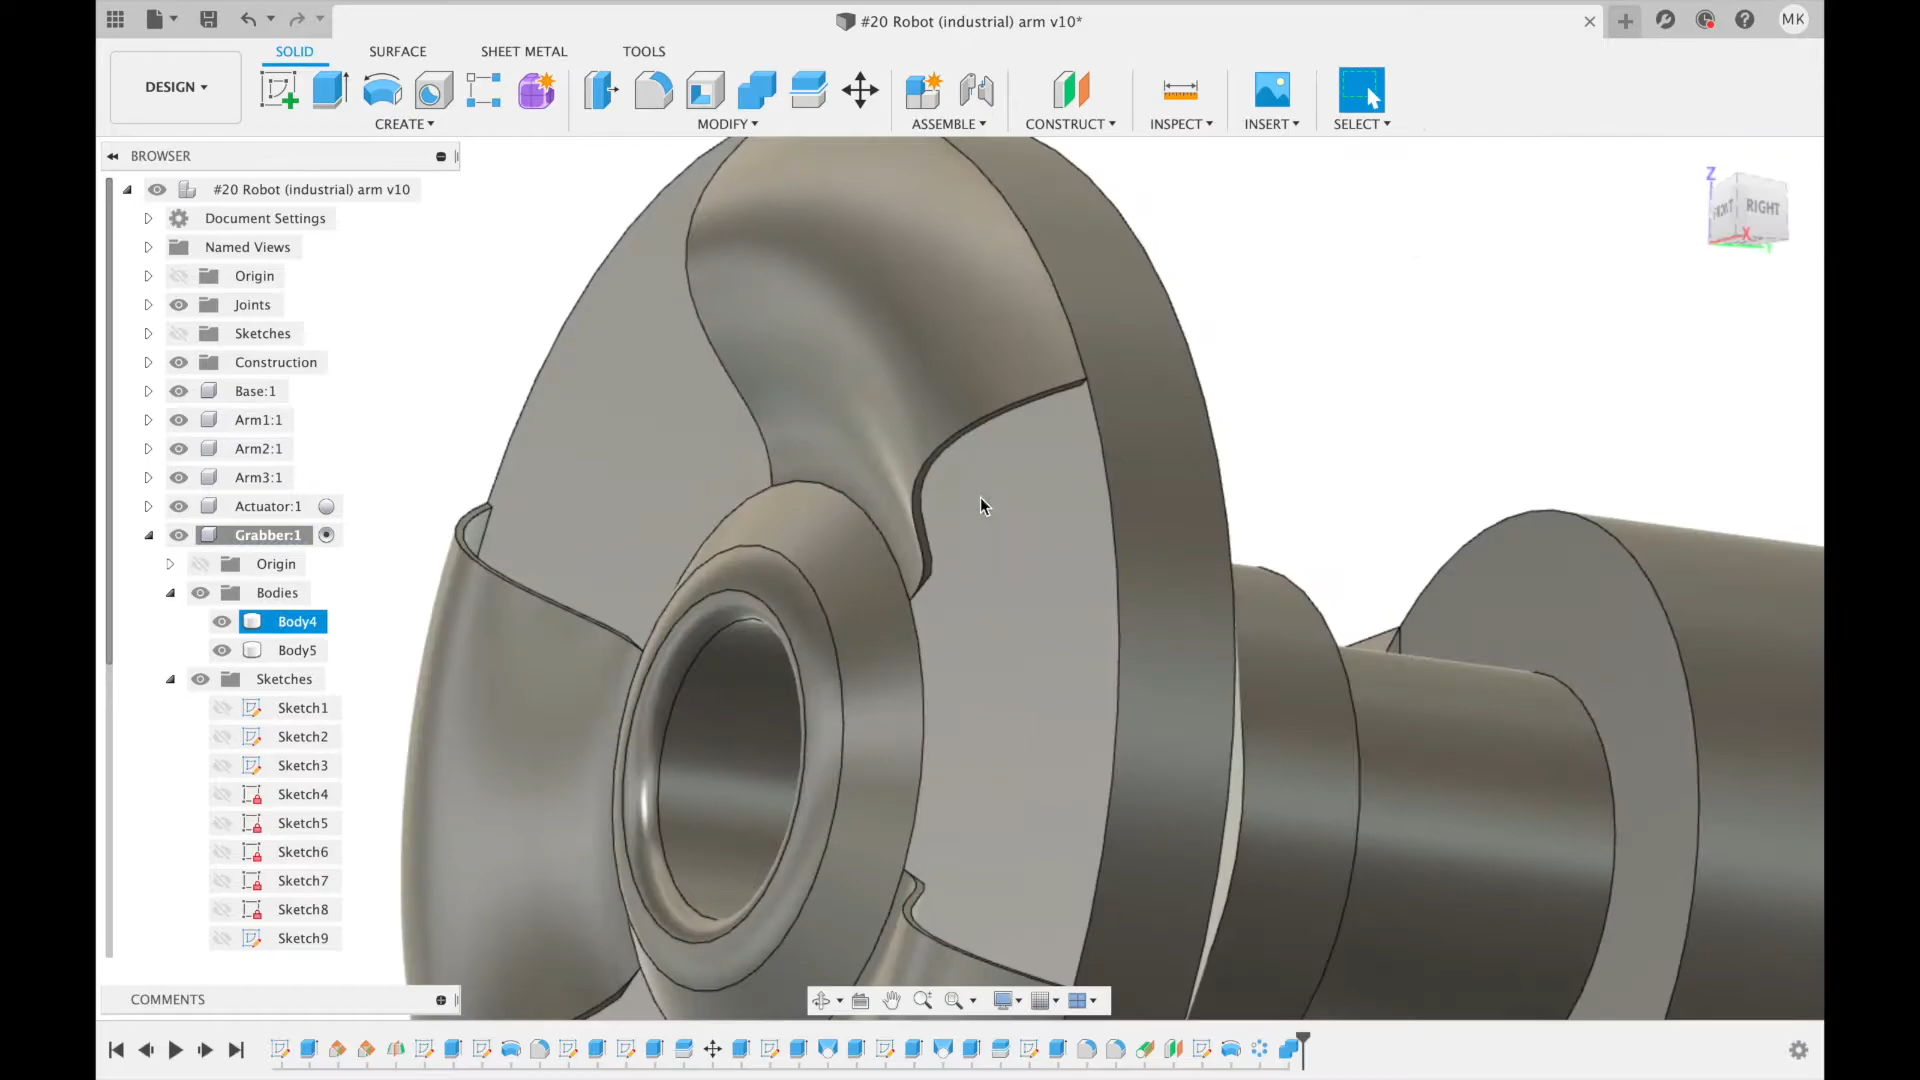 #20 Robot (industrial) arm v10*
MK
SOLID
SURFACE
SHEET METAL
TOOLS
DESIGN
CREATE
MODIFY
ASSEMBLE
CONSTRUCT
INSPECT
INSERT
SELECT
BROWSER
#20 Robot (industrial) arm v10
Document Settings
Named Views
Origin
Joints
Sketches
Construction
Base:1
Arm1:1
Arm2:1
Arm3:1
Actuator:1
Grabber:1
Origin
Bodies
Body4
Body5
Sketches
Sketch1
Sketch2
Sketch3
Sketch4
Sketch5
Sketch6
Sketch7
Sketch8
Sketch9
COMMENTS
Z
FRONT
RIGHT
X